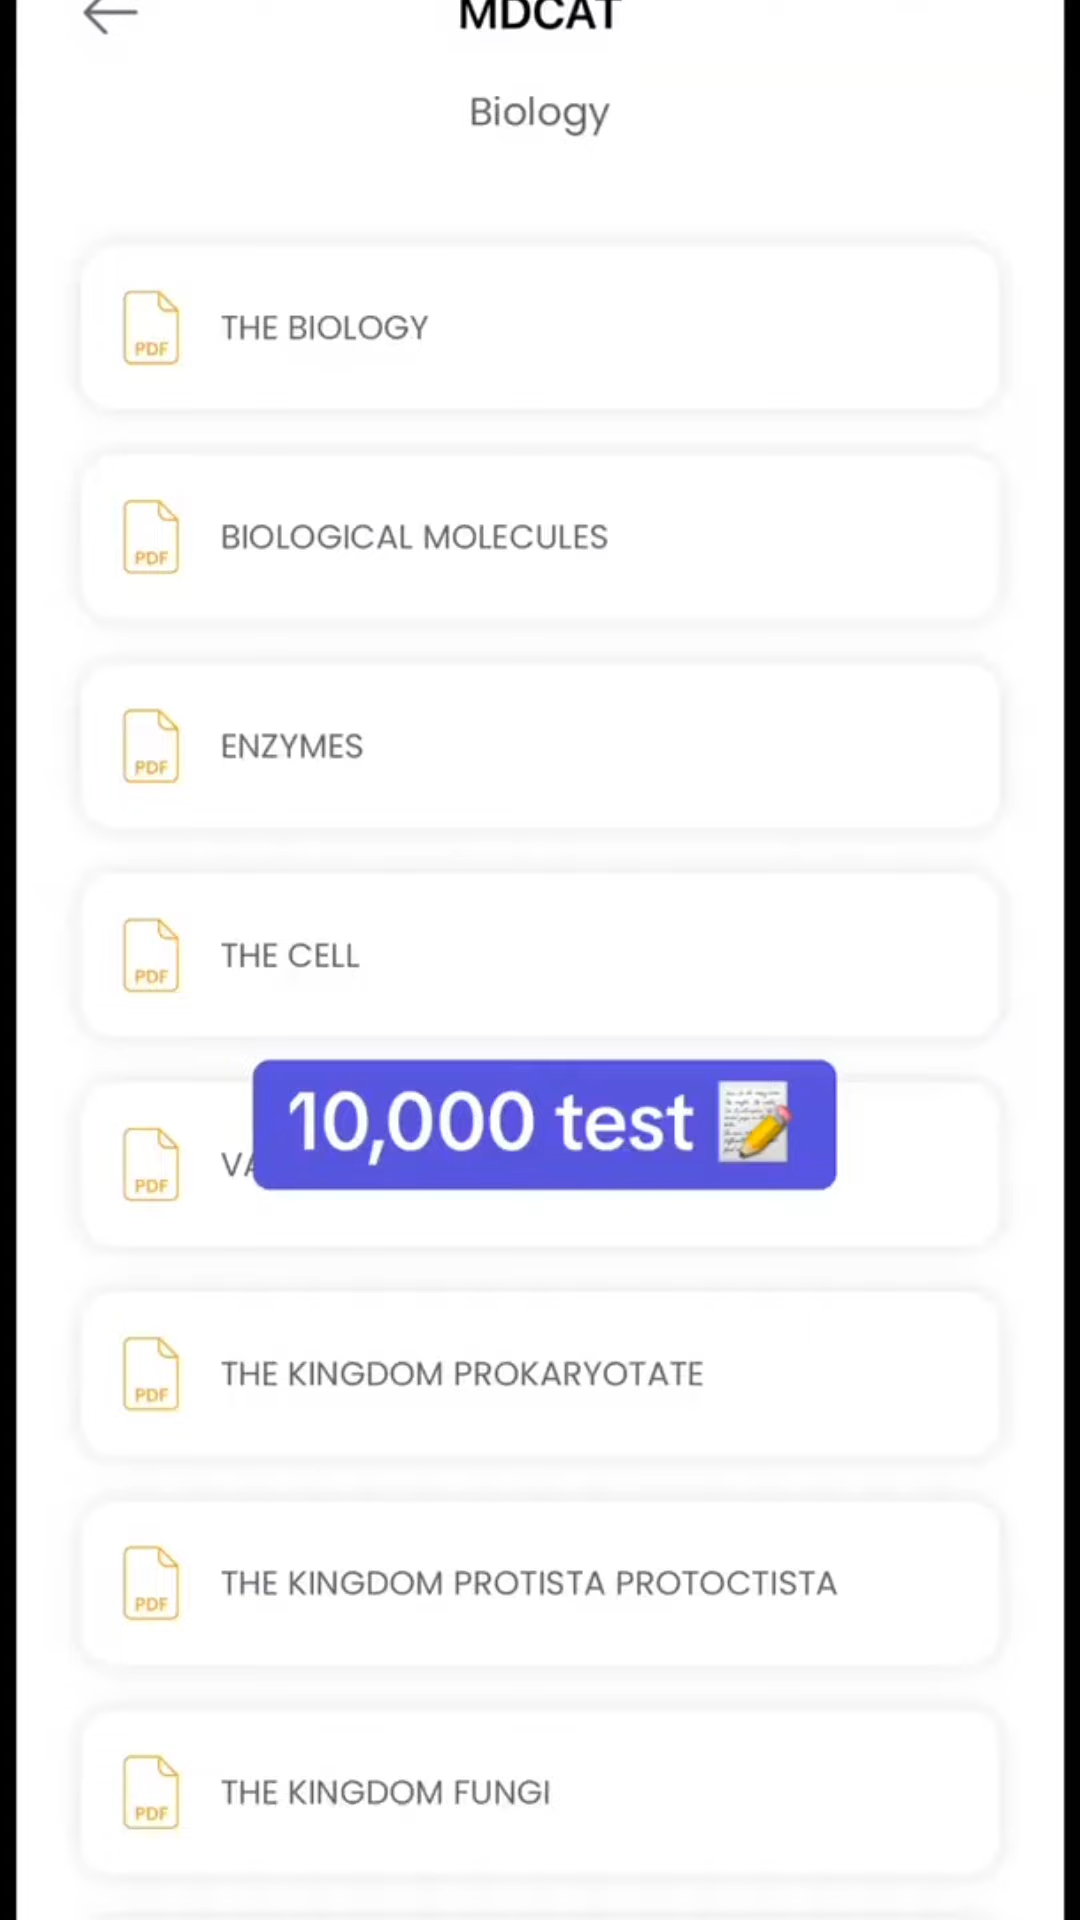 MDCAT
Biology
PDF THE BIOLOGY
PDF BIOLOGICAL MOLECULES
PDF ENZYMES
PDF THE CELL
10,000 test
PDF
PDF THE KINGDOM PROKARYOTATE
PDF THE KINGDOM PROTISTA PROTOCTISTA
PDF THE KINGDOM FUNGI